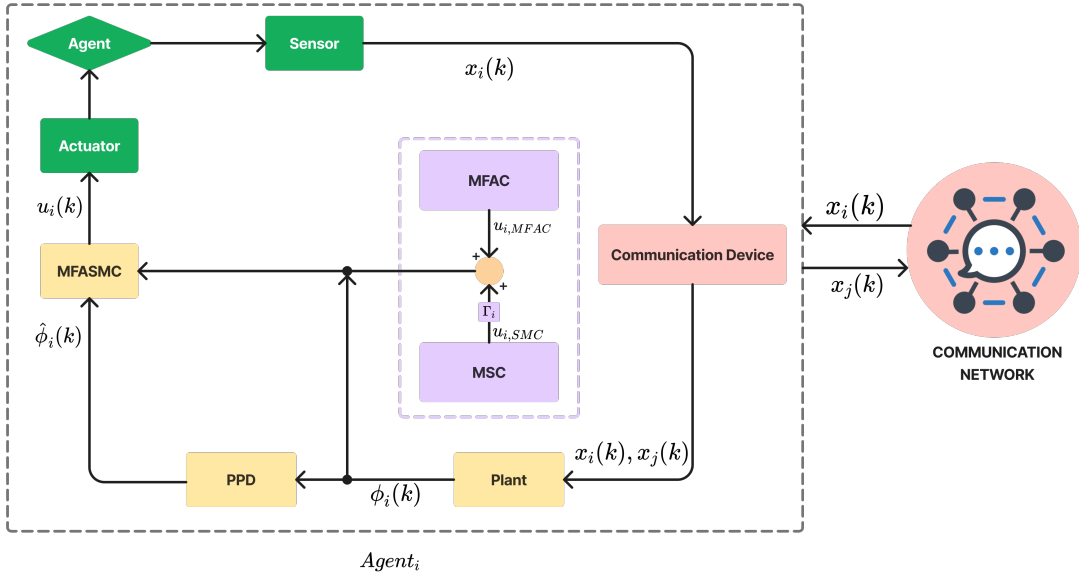 Agent
Sensor
x_i(k)
Actuator
MFAC
u_i(k)
u_{i,MFAC}
x_i(k)
Communication Device
MFASMC
+
+
x_j(k)
Γ_i
u_{i,SMC}
\hat{ϕ}_i(k)
MSC
COMMUNICATION
NETWORK
x_i(k), x_j(k)
PPD
Plant
ϕ_i(k)
Agent_i